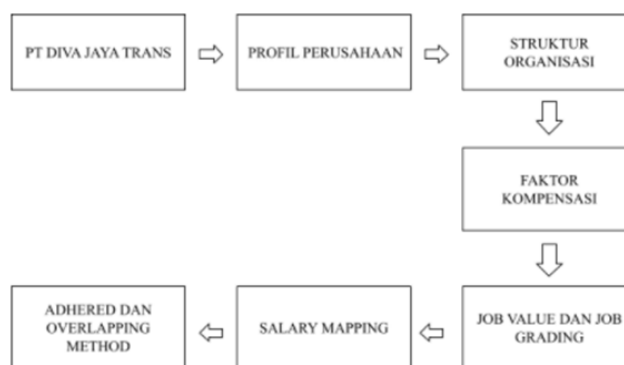 PT DIVA JAYA TRANS
PROFIL PERUSAHAAN
STRUKTUR
ORGANISASI
FAKTOR
KOMPENSASI
JOB VALUE DAN JOB
GRADING
SALARY MAPPING
ADHERED DAN
OVERLAPPING
METHOD